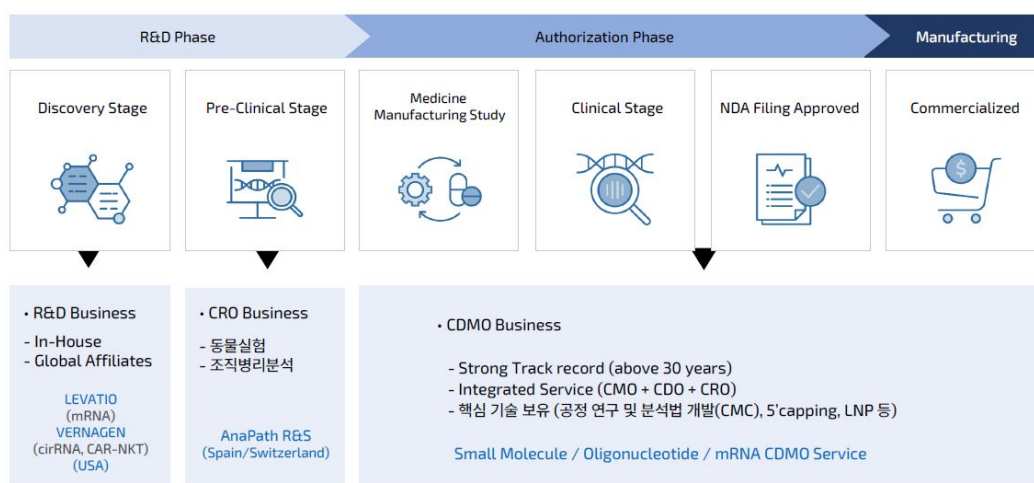 R&D Phase
Authorization Phase
Manufacturing
Discovery Stage
Pre-Clinical Stage
Medicine
Manufacturing Study
Clinical Stage
NDA Filing Approved
Commercialized
$
• R&D Business
- In-House
- Global Affiliates
LEVATIO
(mRNA)
VERNAGEN
(cirRNA, CAR-NKT)
(USA)
• CRO Business
- 동물실험
- 조직병리분석
AnaPath R&S
(Spain/Switzerland)
• CDMO Business
- Strong Track record (above 30 years)
- Integrated Service (CMO + CDO + CRO)
- 핵심 기술 보유 (공정 연구 및 분석법 개발(CMC), 5'capping, LNP 등)
Small Molecule / Oligonucleotide / mRNA CDMO Service